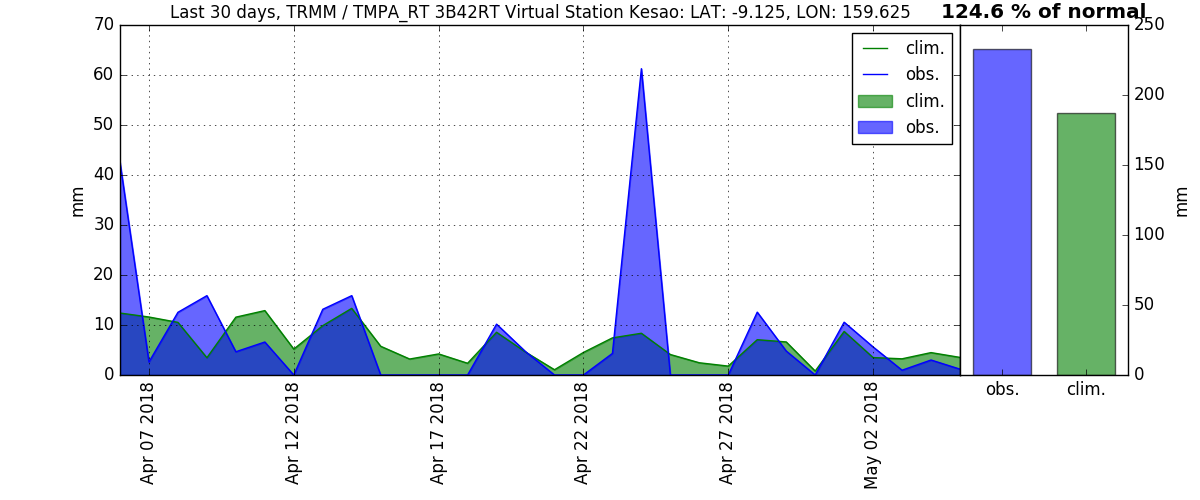 Last 30 days, TRMM / TMPA_RT 3B42RT Virtual Station Kesao: LAT: -9.125, LON: 159.625
124.6 % of normal
70
60
50
40
30
20
10
0
mm
clim.
obs.
clim.
obs.
Apr 07 2018
Apr 12 2018
Apr 17 2018
Apr 22 2018
Apr 27 2018
May 02 2018
250
200
150
100
50
0
mm
obs.
clim.